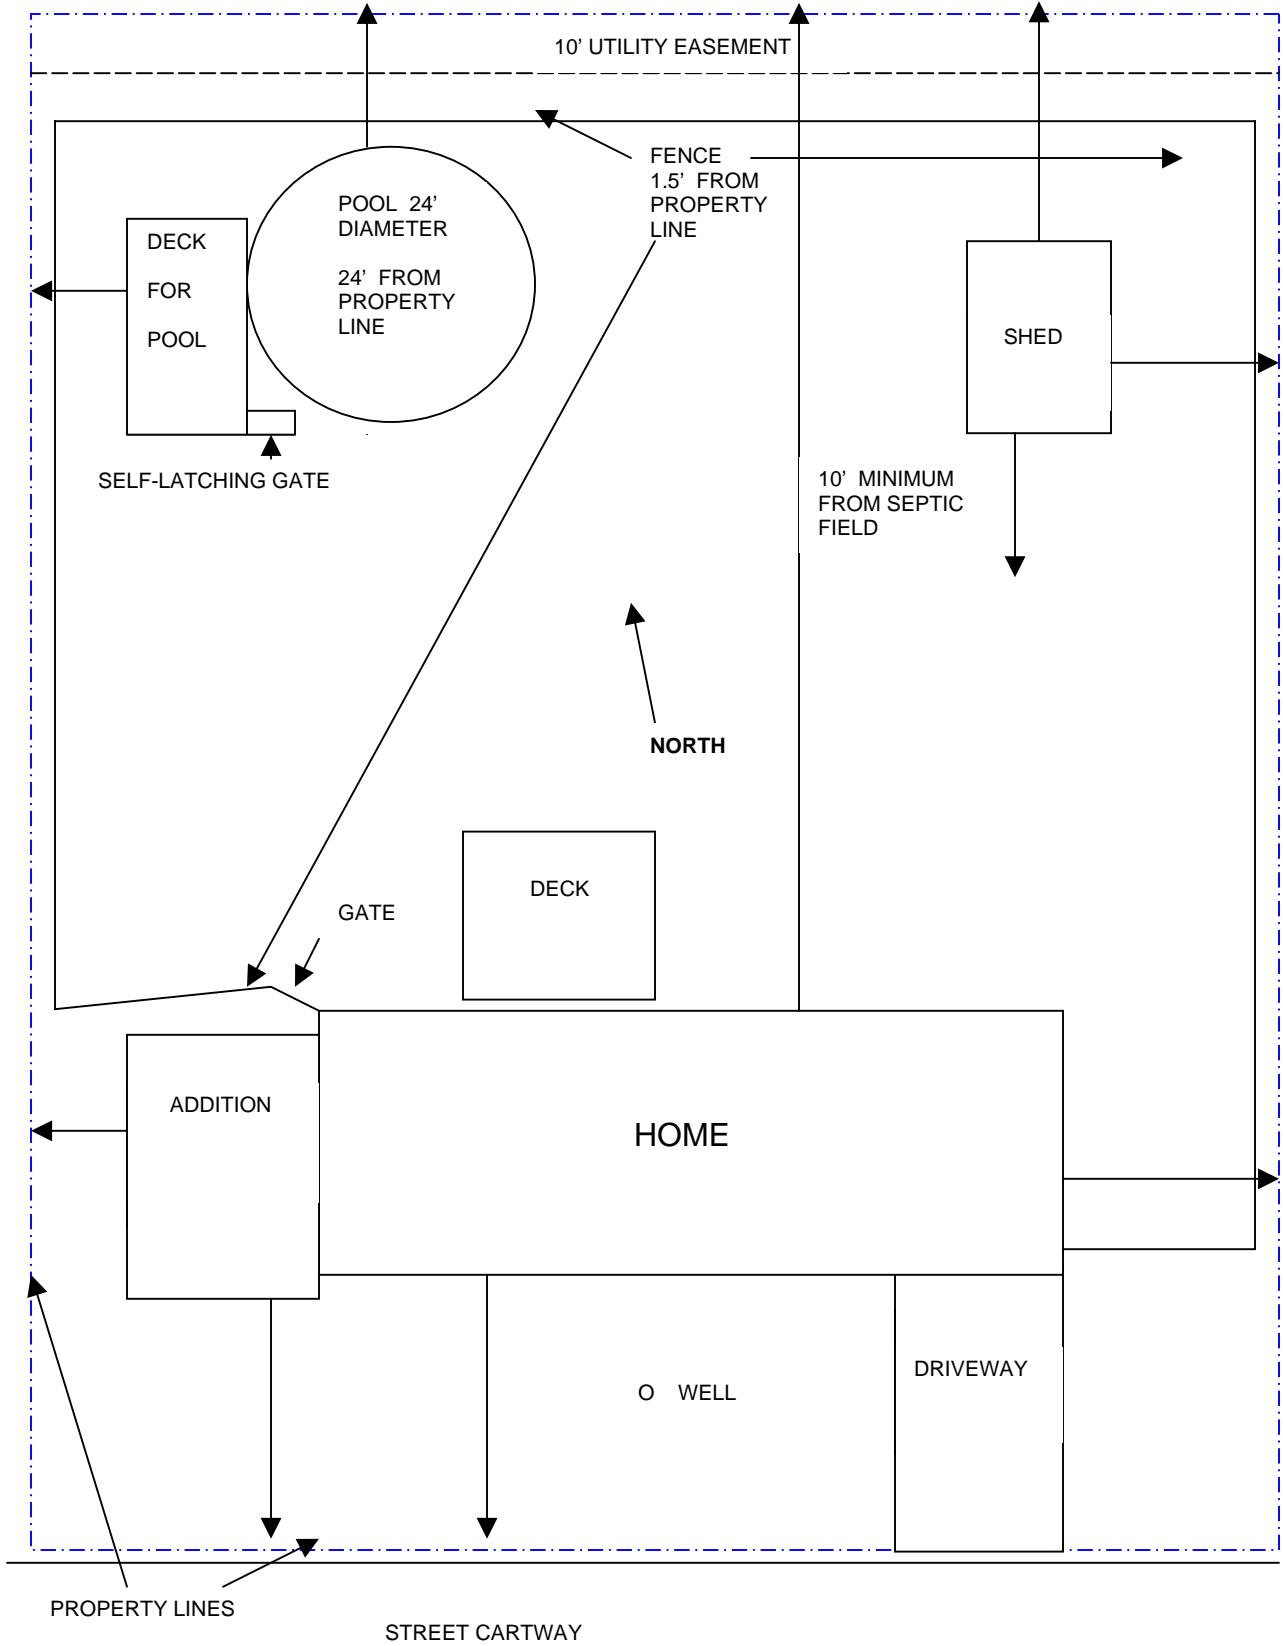 10’ UTILITY EASEMENT
FENCE
1.5’ FROM
PROPERTY
LINE
POOL 24’
DIAMETER
24’ FROM
PROPERTY
LINE
DECK
FOR
POOL
SHED
SELF-LATCHING GATE
10’ MINIMUM
FROM SEPTIC
FIELD
NORTH
DECK
GATE
ADDITION
HOME
DRIVEWAY
O WELL
PROPERTY LINES
STREET CARTWAY